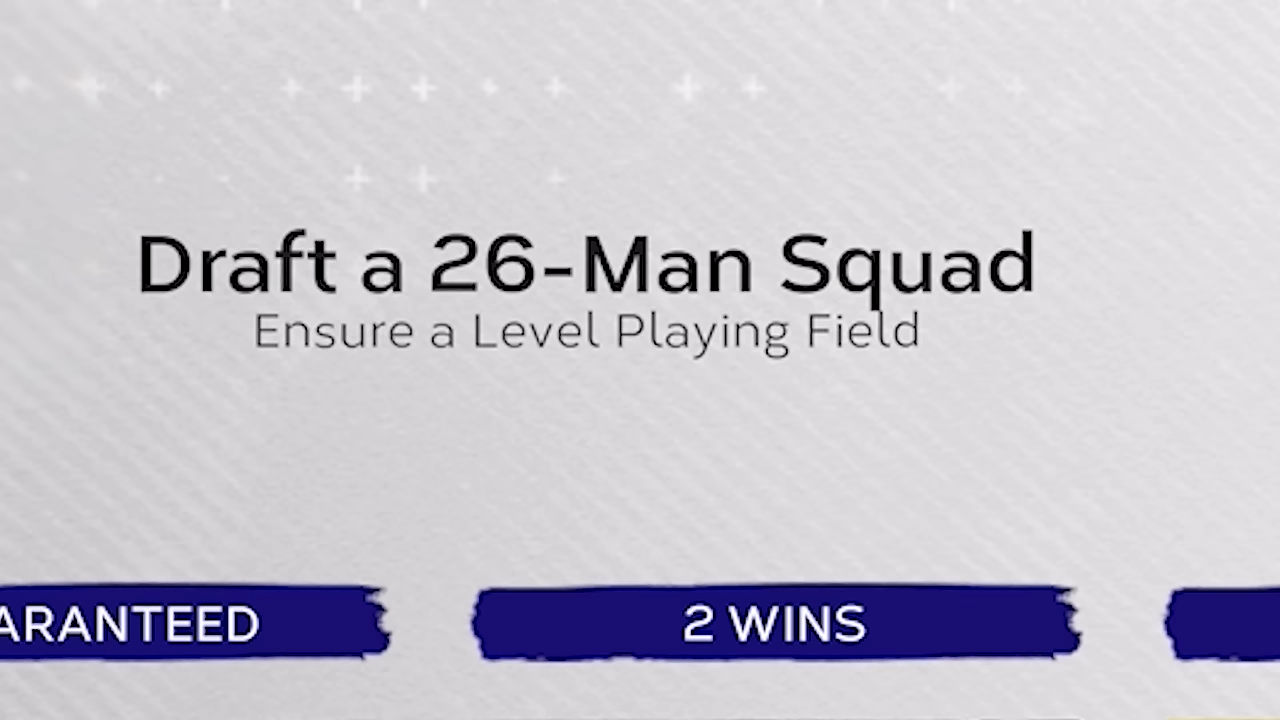 Draft a 26-Man Squad
Ensure a Level Playing Field
ARANTEED
2 WINS